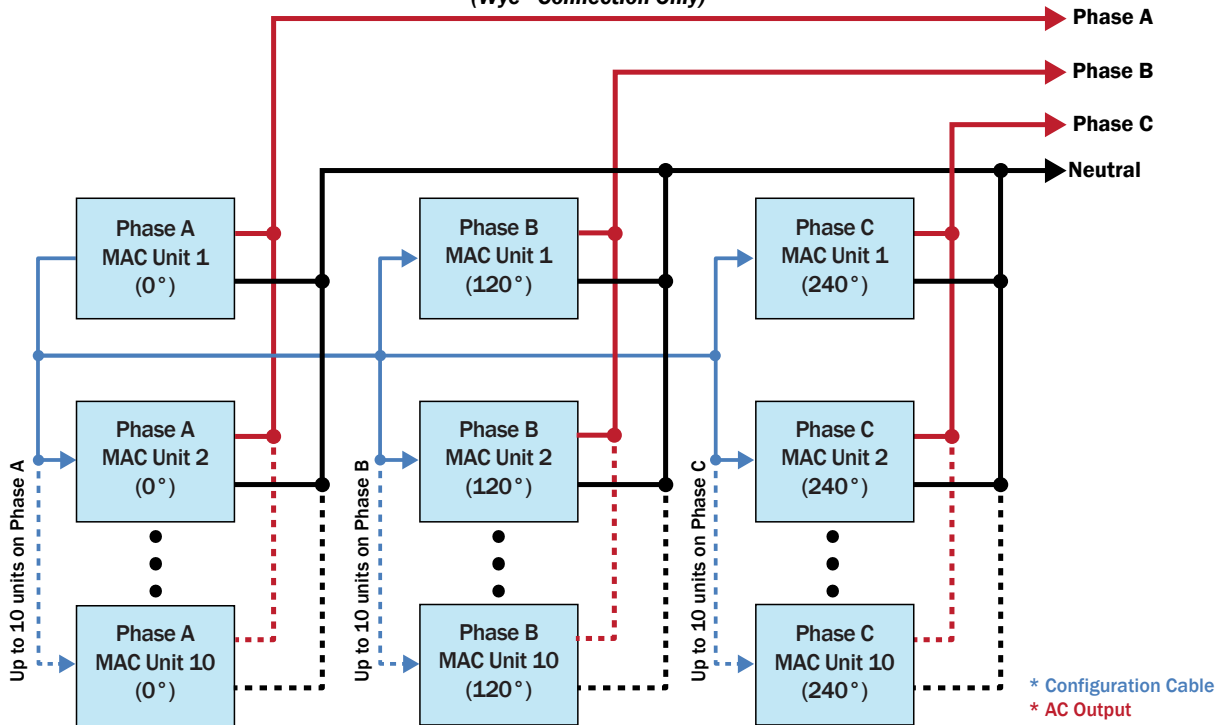 (Wye* Connection Only)
Phase A
Phase B
Phase C
Neutral
Phase A
MAC Unit 1
(0°)
Phase B
MAC Unit 1
(120°)
Phase C
MAC Unit 1
(240°)
Phase A
MAC Unit 2
(0°)
Phase B
MAC Unit 2
(120°)
Phase C
MAC Unit 2
(240°)
Up to 10 units on Phase A
Up to 10 units on Phase B
Up to 10 units on Phase C
Phase A
MAC Unit 10
(0°)
Phase B
MAC Unit 10
(120°)
Phase C
MAC Unit 10
(240°)
* Configuration Cable
* AC Output